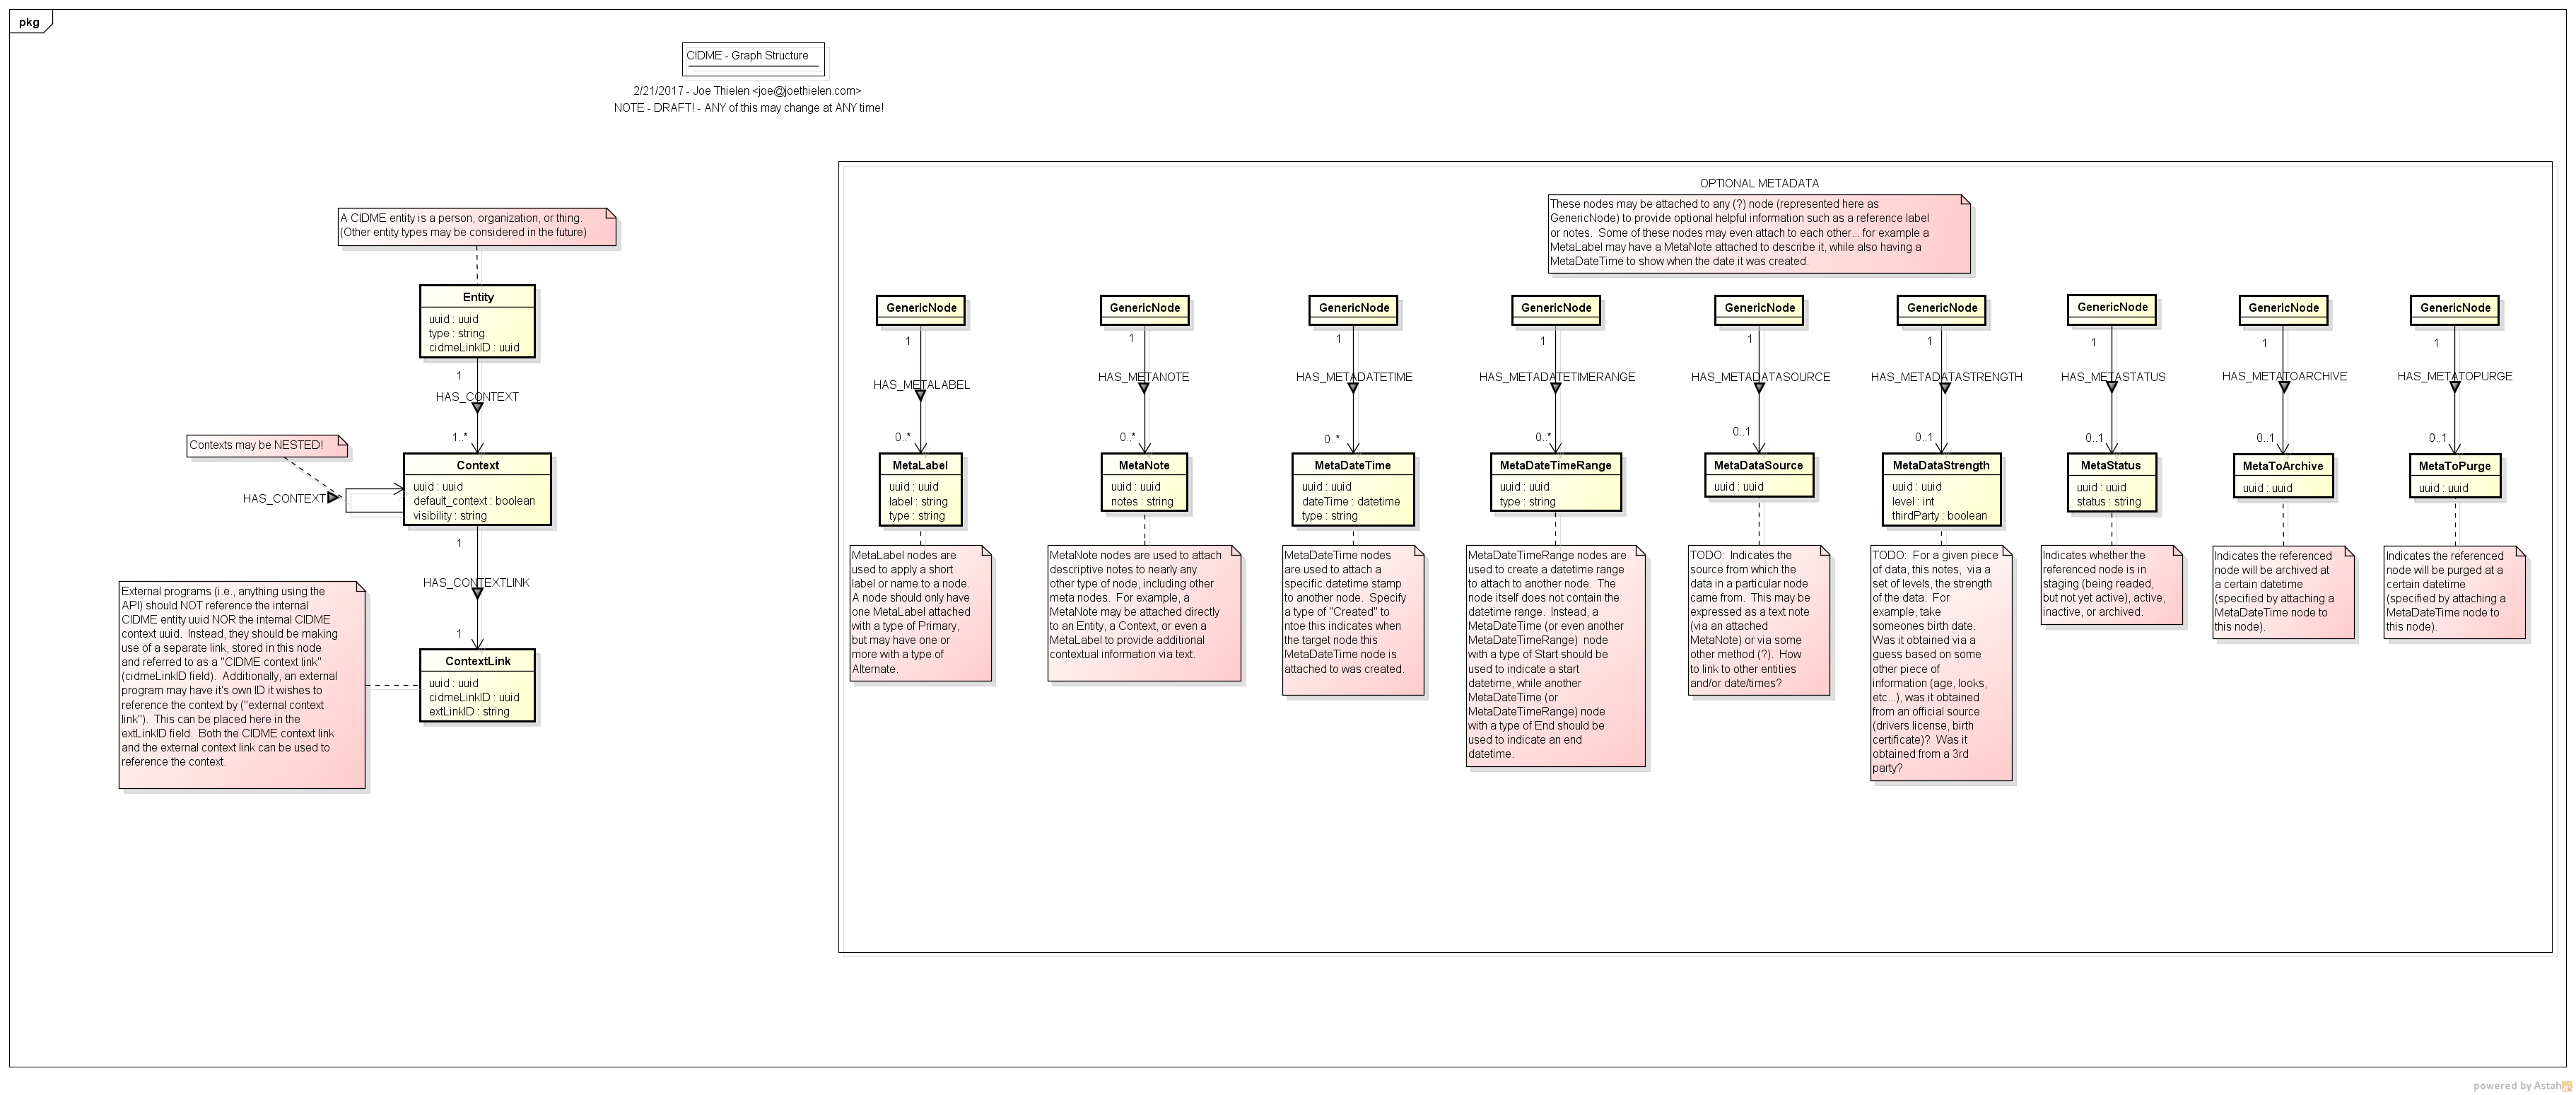 pkg
CIDME - Graph Structure
2/21/2017 - Joe Thielen <joe@joethielen.com>
NOTE - DRAFT! - ANY of this may change at ANY time!
A CIDME entity is a person, organization, or thing.
(Other entity types may be considered in the future)
Entity
uuid : uuid
type : string
cidmeLinkID : uuid
1
HAS_CONTEXT
1..*
Contexts may be NESTED!
HAS_CONTEXT
Context
uuid : uuid
default_context : boolean
visibility : string
1
HAS_CONTEXTLINK
1
External programs (i.e., anything using the
API) should NOT reference the internal
CIDME entity uuid NOR the internal CIDME
context uuid.  Instead, they should be making
use of a separate link, stored in this node
and referred to as a "CIDME context link"
(cidmeLinkID field).  Additionally, an external
program may have it's own ID it wishes to
reference the context by ("external context
link").  This can be placed here in the
extLinkID field.  Both the CIDME context link
and the external context link can be used to
reference the context.
ContextLink
uuid : uuid
cidmeLinkID : uuid
extLinkID : string
OPTIONAL METADATA
These nodes may be attached to any (?) node (represented here as
GenericNode) to provide optional helpful information such as a reference label
or notes.  Some of these nodes may even attach to each other... for example a
MetaLabel may have a MetaNote attached to describe it, while also having a
MetaDateTime to show when the date it was created.
GenericNode
1
HAS_METALABEL
0..*
MetaLabel
uuid : uuid
label : string
type : string
MetaLabel nodes are
used to apply a short
label or name to a node.
A node should only have
one MetaLabel attached
with a type of Primary,
but may have one or
more with a type of
Alternate.
GenericNode
1
HAS_METANOTE
0..*
MetaNote
uuid : uuid
notes : string
MetaNote nodes are used to attach
descriptive notes to nearly any
other type of node, including other
meta nodes.  For example, a
MetaNote may be attached directly
to an Entity, a Context, or even a
MetaLabel to provide additional
contextual information via text.
GenericNode
1
HAS_METADATETIME
0..*
MetaDateTime
uuid : uuid
dateTime : datetime
type : string
MetaDateTime nodes
are used to attach a
specific datetime stamp
to another node.  Specify
a type of "Created" to
ntoe this indicates when
the target node this
MetaDateTime node is
attached to was created.
GenericNode
1
HAS_METADATETIMERANGE
0..*
MetaDateTimeRange
uuid : uuid
type : string
MetaDateTimeRange nodes are
used to create a datetime range
to attach to another node.  The
node itself does not contain the
datetime range.  Instead, a
MetaDateTime (or even another
MetaDateTimeRange)  node
with a type of Start should be
used to indicate a start
datetime, while another
MetaDateTime (or
MetaDateTimeRange) node
with a type of End should be
used to indicate an end
datetime.
GenericNode
1
HAS_METADATASOURCE
0..1
MetaDataSource
uuid : uuid
TODO:  Indicates the
source from which the
data in a particular node
came from.  This may be
expressed as a text note
(via an attached
MetaNote) or via some
other method (?).  How
to link to other entities
and/or date/times?
GenericNode
1
HAS_METADATASTRENGTH
0..1
MetaDataStrength
uuid : uuid
level : int
thirdParty : boolean
TODO:  For a given piece
of data, this notes,  via a
set of levels, the strength
of the data.  For
example, take
someones birth date.
Was it obtained via a
guess based on some
other piece of
information (age, looks,
etc...), was it obtained
from an official source
(drivers license, birth
certificate)?  Was it
obtained from a 3rd
party?
GenericNode
1
HAS_METASTATUS
0..1
MetaStatus
uuid : uuid
status : string
Indicates whether the
referenced node is in
staging (being readed,
but not yet active), active,
inactive, or archived.
GenericNode
1
HAS_METATOARCHIVE
0..1
MetaToArchive
uuid : uuid
Indicates the referenced
node will be archived at
a certain datetime
(specified by attaching a
MetaDateTime node to
this node).
GenericNode
1
HAS_METATOPURGE
0..1
MetaToPurge
uuid : uuid
Indicates the referenced
node will be purged at a
certain datetime
(specified by attaching a
MetaDateTime node to
this node).
powered by Astah